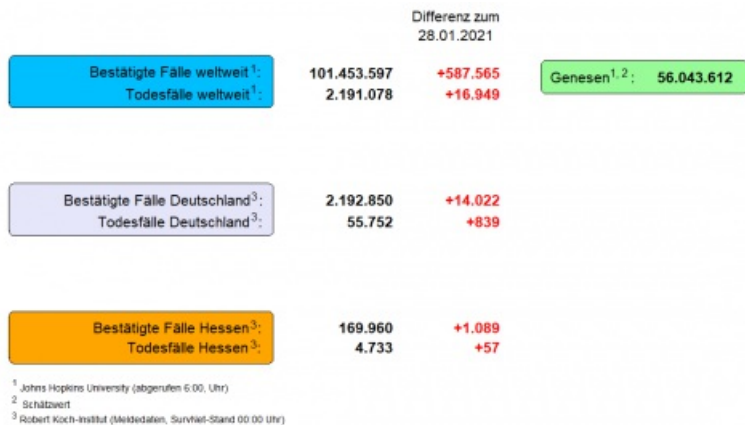 Differenz zum
28.01.2021
Bestätigte Fälle weltweit¹: 101.453.597 +587.565 Genesen¹,²: 56.043.612
Todesfälle weltweit¹: 2.191.078 +16.949
Bestätigte Fälle Deutschland³: 2.192.850 +14.022
Todesfälle Deutschland³: 55.752 +839
Bestätigte Fälle Hessen³: 169.960 +1.089
Todesfälle Hessen³: 4.733 +57
¹ Johns Hopkins University (abgerufen 6:00, Uhr)
² Schätzwert
³ Robert Koch-Institut (Meldedaten, SurvNet-Stand 00:00 Uhr)